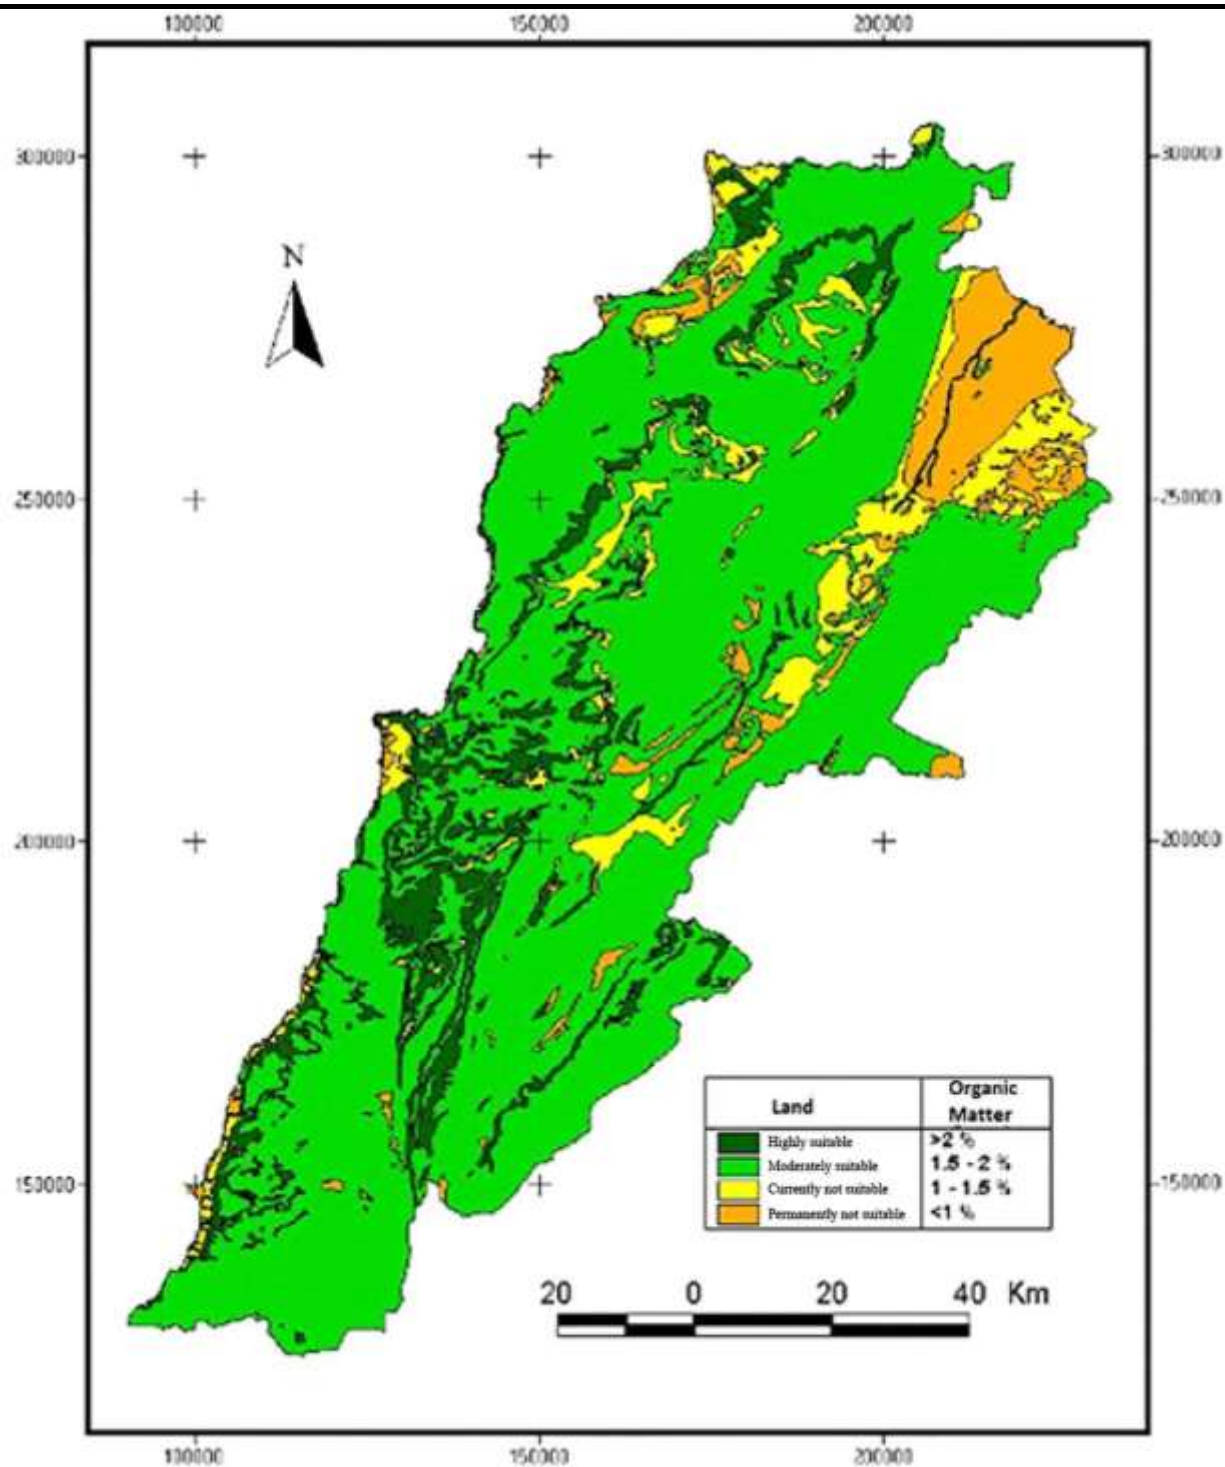 100000 150000 200000
300000 300000
N
250000 250000
200000 200000
Land Organic Matter
Highly suitable >2 %
Moderately suitable 1.5 - 2 %
Currently not suitable 1 - 1.5 %
Permanently not suitable <1 %
150000 150000
20 0 20 40 Km
100000 150000 200000